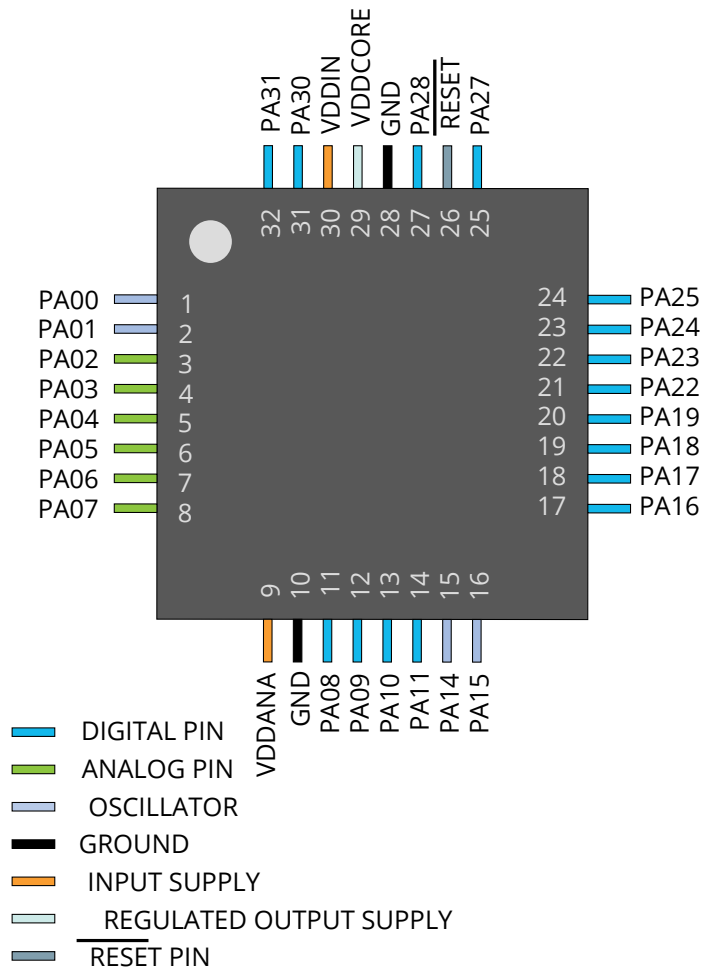 PA31
PA30
VDDIN
VDDCORE
GND
PA28
RESET
PA27
32
31
30
29
28
27
26
25
PA00 1
PA01 2
PA02 3
PA03 4
PA04 5
PA05 6
PA06 7
PA07 8
24 PA25
23 PA24
22 PA23
21 PA22
20 PA19
19 PA18
18 PA17
17 PA16
9
10
11
12
13
14
15
16
VDDANA
GND
PA08
PA09
PA10
PA11
PA14
PA15
DIGITAL PIN
ANALOG PIN
OSCILLATOR
GROUND
INPUT SUPPLY
REGULATED OUTPUT SUPPLY
RESET PIN